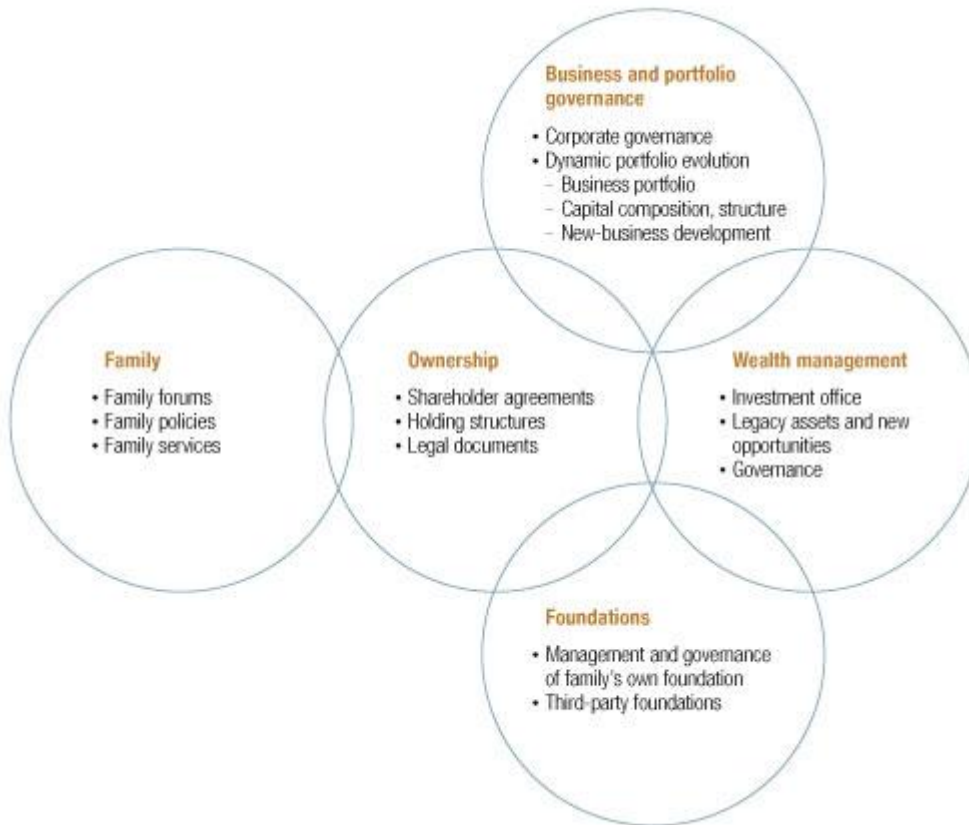 Business and portfolio
governance
• Corporate governance
• Dynamic portfolio evolution
– Business portfolio
– Capital composition, structure
– New-business development
Family
• Family forums
• Family policies
• Family services
Ownership
• Shareholder agreements
• Holding structures
• Legal documents
Wealth management
• Investment office
• Legacy assets and new
opportunities
• Governance
Foundations
• Management and governance
of family's own foundation
• Third-party foundations